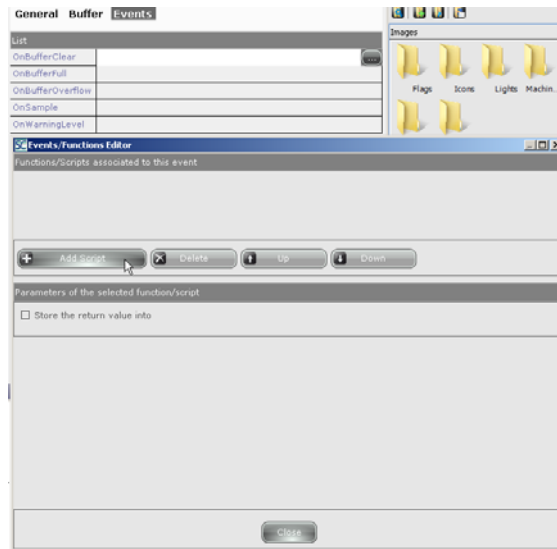 General Buffer Events
List
OnBufferClear
...
OnBufferFull
OnBufferOverflow
OnSample
OnWarningLevel
Images
Flags Icons Lights Machin...
Events/Functions Editor
Functions/Scripts associated to this event
Add Script Delete Up Down
Parameters of the selected function/script
Store the return value into
Close